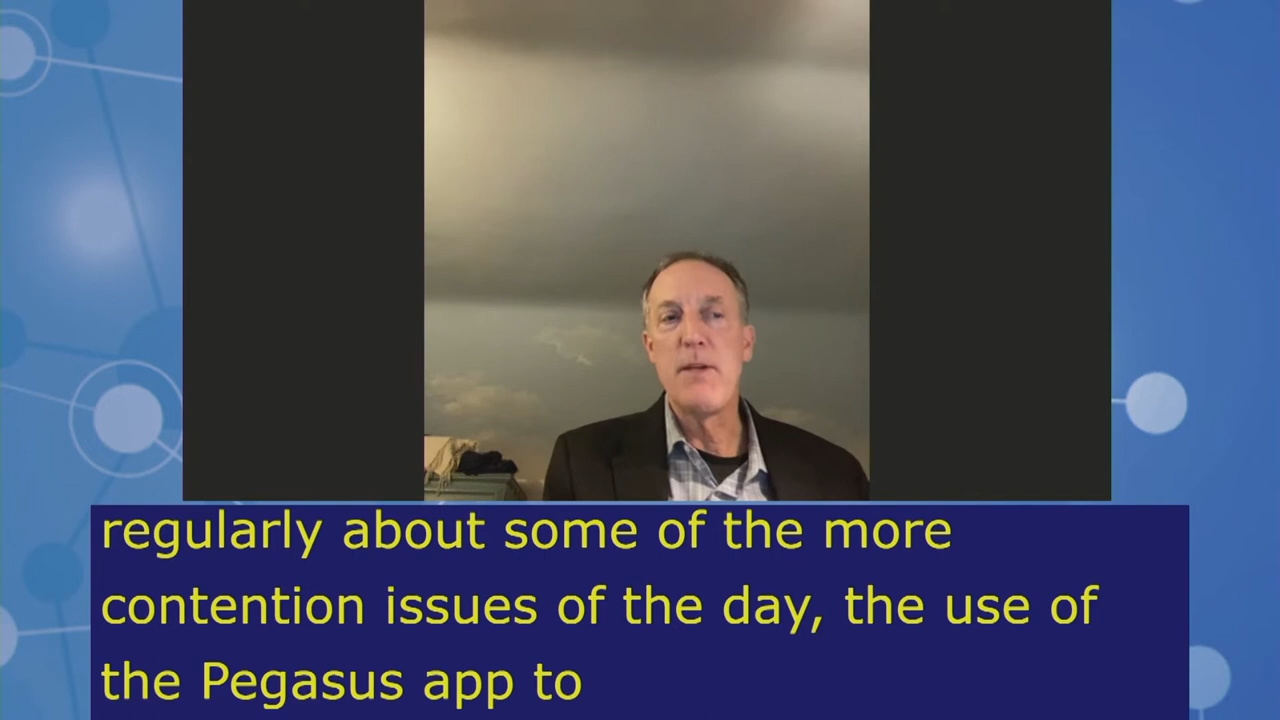 regularly about some of the more
contention issues of the day, the use of
the Pegasus app to